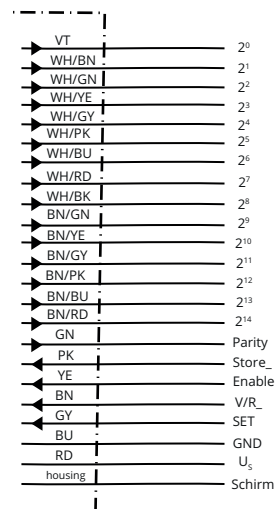 VT 2⁰
WH/BN 2¹
WH/GN 2²
WH/YE 2³
WH/GY 2⁴
WH/PK 2⁵
WH/BU 2⁶
WH/RD 2⁷
WH/BK 2⁸
BN/GN 2⁹
BN/YE 2¹⁰
BN/GY 2¹¹
BN/PK 2¹²
BN/BU 2¹³
BN/RD 2¹⁴
GN Parity
PK Store_
YE Enable
BN V/R_
GY SET
BU GND
RD Uₛ
housing Schirm